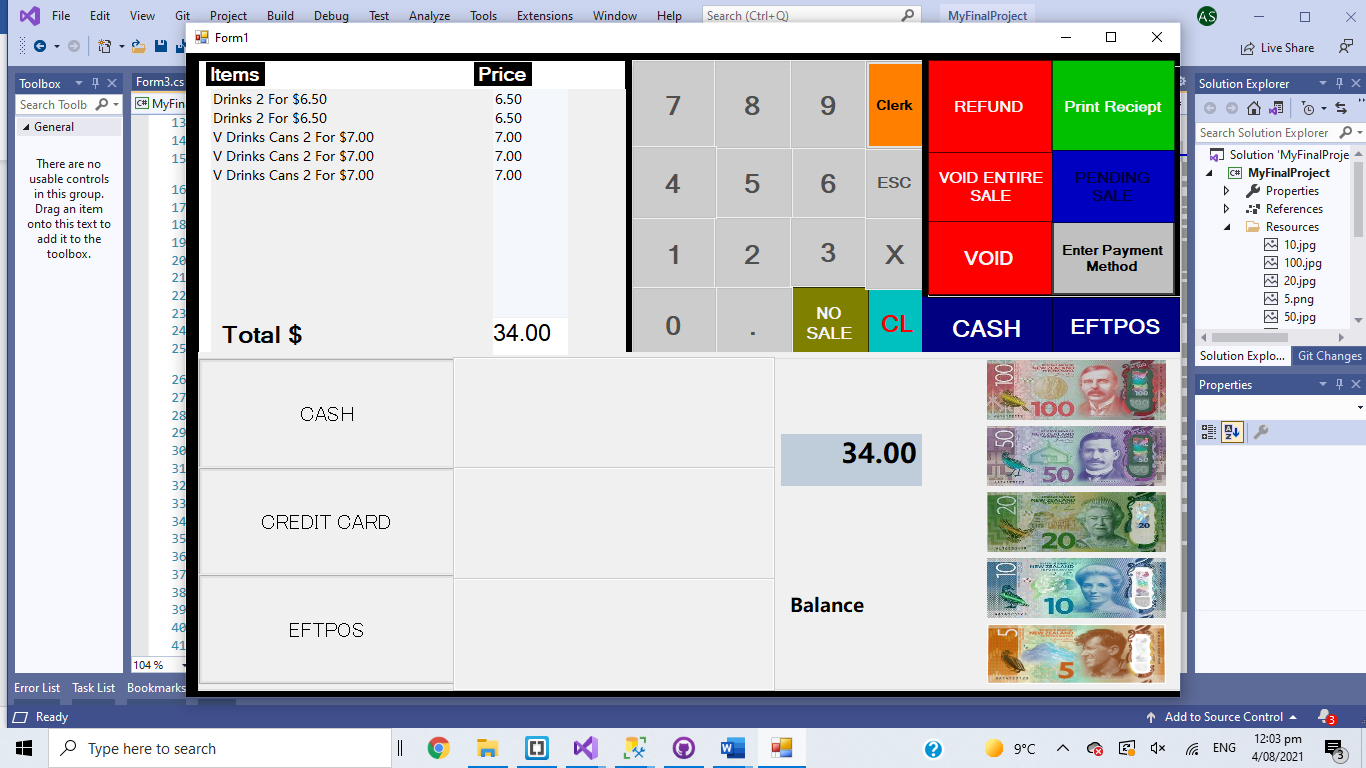 File Edit View Git Project Build Debug Test Analyze Tools Extensions Window Help Search (Ctrl+Q) MyFinalProject AS
Live Share
Form1
Toolbox
Search Toolb
General
There are no
usable controls
in this group.
Drag an item
onto this text to
add it to the
toolbox.
Form3.cs
C# MyFi
13
14
15
16
17
18
19
20
21
22
23
24
25
26
27
28
29
30
31
32
33
34
35
36
37
38
39
40
41
104 %
Items Price
Drinks 2 For $6.50 6.50
Drinks 2 For $6.50 6.50
V Drinks Cans 2 For $7.00 7.00
V Drinks Cans 2 For $7.00 7.00
V Drinks Cans 2 For $7.00 7.00
Total $ 34.00
7 8 9 Clerk
4 5 6 ESC
1 2 3 X
0 . NO SALE CL
REFUND Print Reciept
VOID ENTIRE SALE PENDING SALE
VOID Enter Payment Method
CASH EFTPOS
CASH
CREDIT CARD
EFTPOS
34.00
Balance
100 100
50 50
20 20
10 10
5 5
Solution Explorer
Search Solution Explorer
Solution 'MyFinalProje
C# MyFinalProject
Properties
References
Resources
10.jpg
100.jpg
20.jpg
5.png
50.jpg
Solution Explo... Git Changes
Properties
Error List Task List Bookmarks
Ready Add to Source Control 3
Type here to search 9°C ENG 12:03 pm
4/08/2021 3